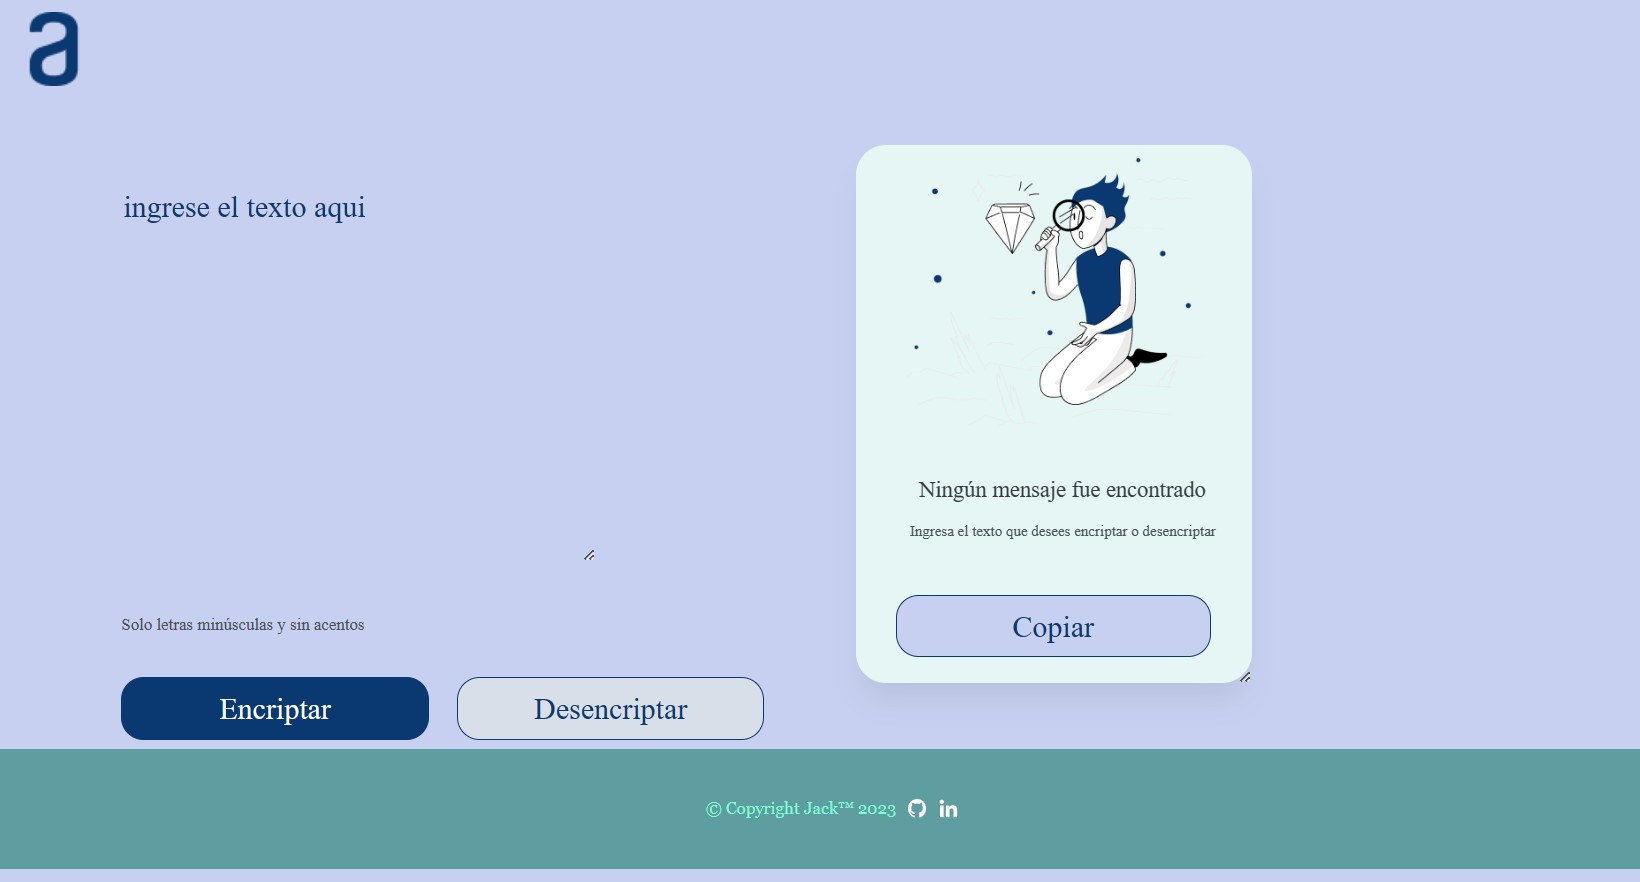 a
ingrese el texto aqui
Ningún mensaje fue encontrado
Ingresa el texto que desees encriptar o desencriptar
Copiar
Solo letras minúsculas y sin acentos
Encriptar
Desencriptar
© Copyright Jack™ 2023 in